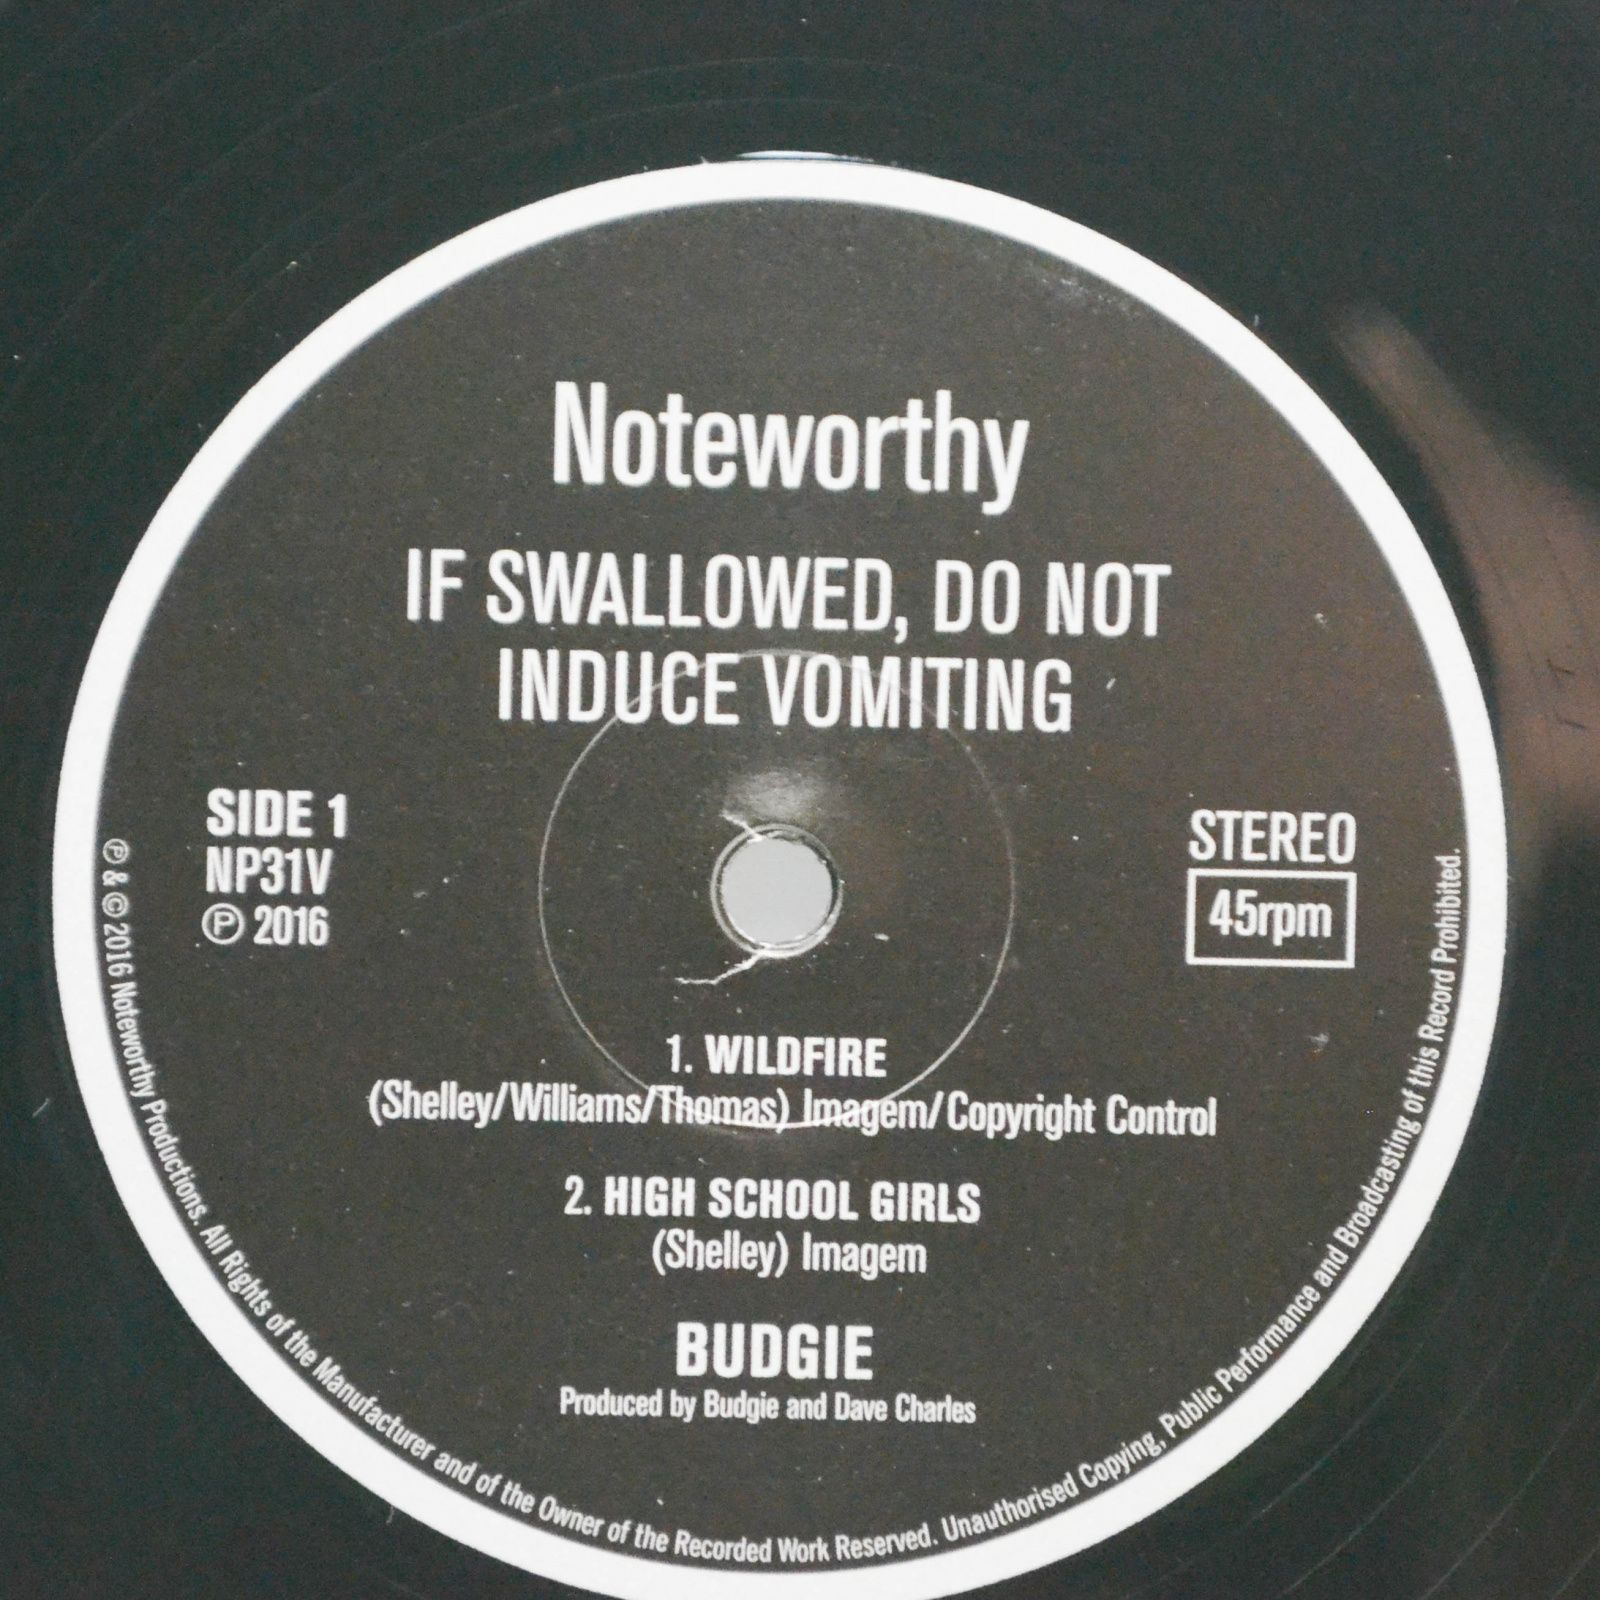 Noteworthy
IF SWALLOWED, DO NOT
INDUCE VOMITING
SIDE 1
NP31V
Ⓟ 2016
STEREO
45rpm
1. WILDFIRE
(Shelley/Williams/Thomas) Imagem/Copyright Control
2. HIGH SCHOOL GIRLS
(Shelley) Imagem
BUDGIE
Produced by Budgie and Dave Charles
Ⓟ & © 2016 Noteworthy Productions. All Rights of the Manufacturer and of the Owner of the Recorded Work Reserved. Unauthorised Copying, Public Performance and Broadcasting of this Record Prohibited.